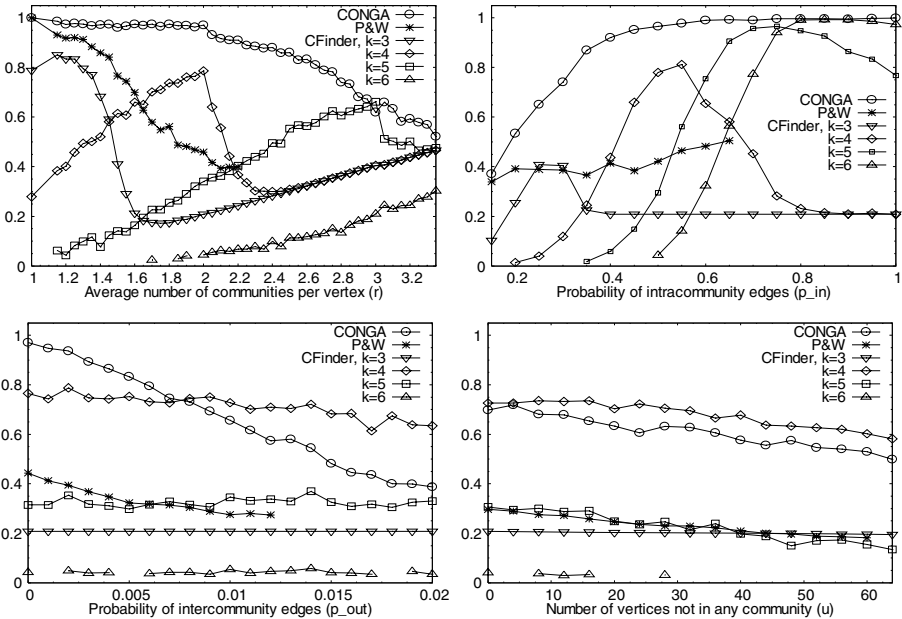 1
0.8
0.6
0.4
0.2
0
1 1.2 1.4 1.6 1.8 2 2.2 2.4 2.6 2.8 3 3.2
Average number of communities per vertex (r)
CONGA
P&W
CFinder, k=3
k=4
k=5
k=6
1
0.8
0.6
0.4
0.2
0
0.2 0.4 0.6 0.8 1
Probability of intracommunity edges (p_in)
CONGA
P&W
CFinder, k=3
k=4
k=5
k=6
1
0.8
0.6
0.4
0.2
0
0 0.005 0.01 0.015 0.02
Probability of intercommunity edges (p_out)
CONGA
P&W
CFinder, k=3
k=4
k=5
k=6
1
0.8
0.6
0.4
0.2
0
0 10 20 30 40 50 60
Number of vertices not in any community (u)
CONGA
P&W
CFinder, k=3
k=4
k=5
k=6